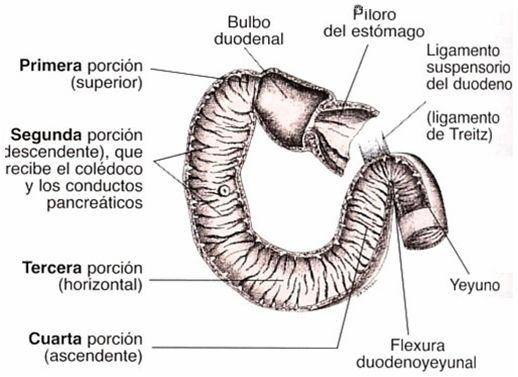 Bulbo
duodenal
Píloro
del estómago
Ligamento
suspensorio
del duodeno
(ligamento
de Treitz)
Primera porción
(superior)
Segunda porción
descendente), que
recibe el colédoco
y los conductos
pancreáticos
Tercera porción
(horizontal)
Cuarta porción
(ascendente)
Yeyuno
Flexura
duodenoyeyunal